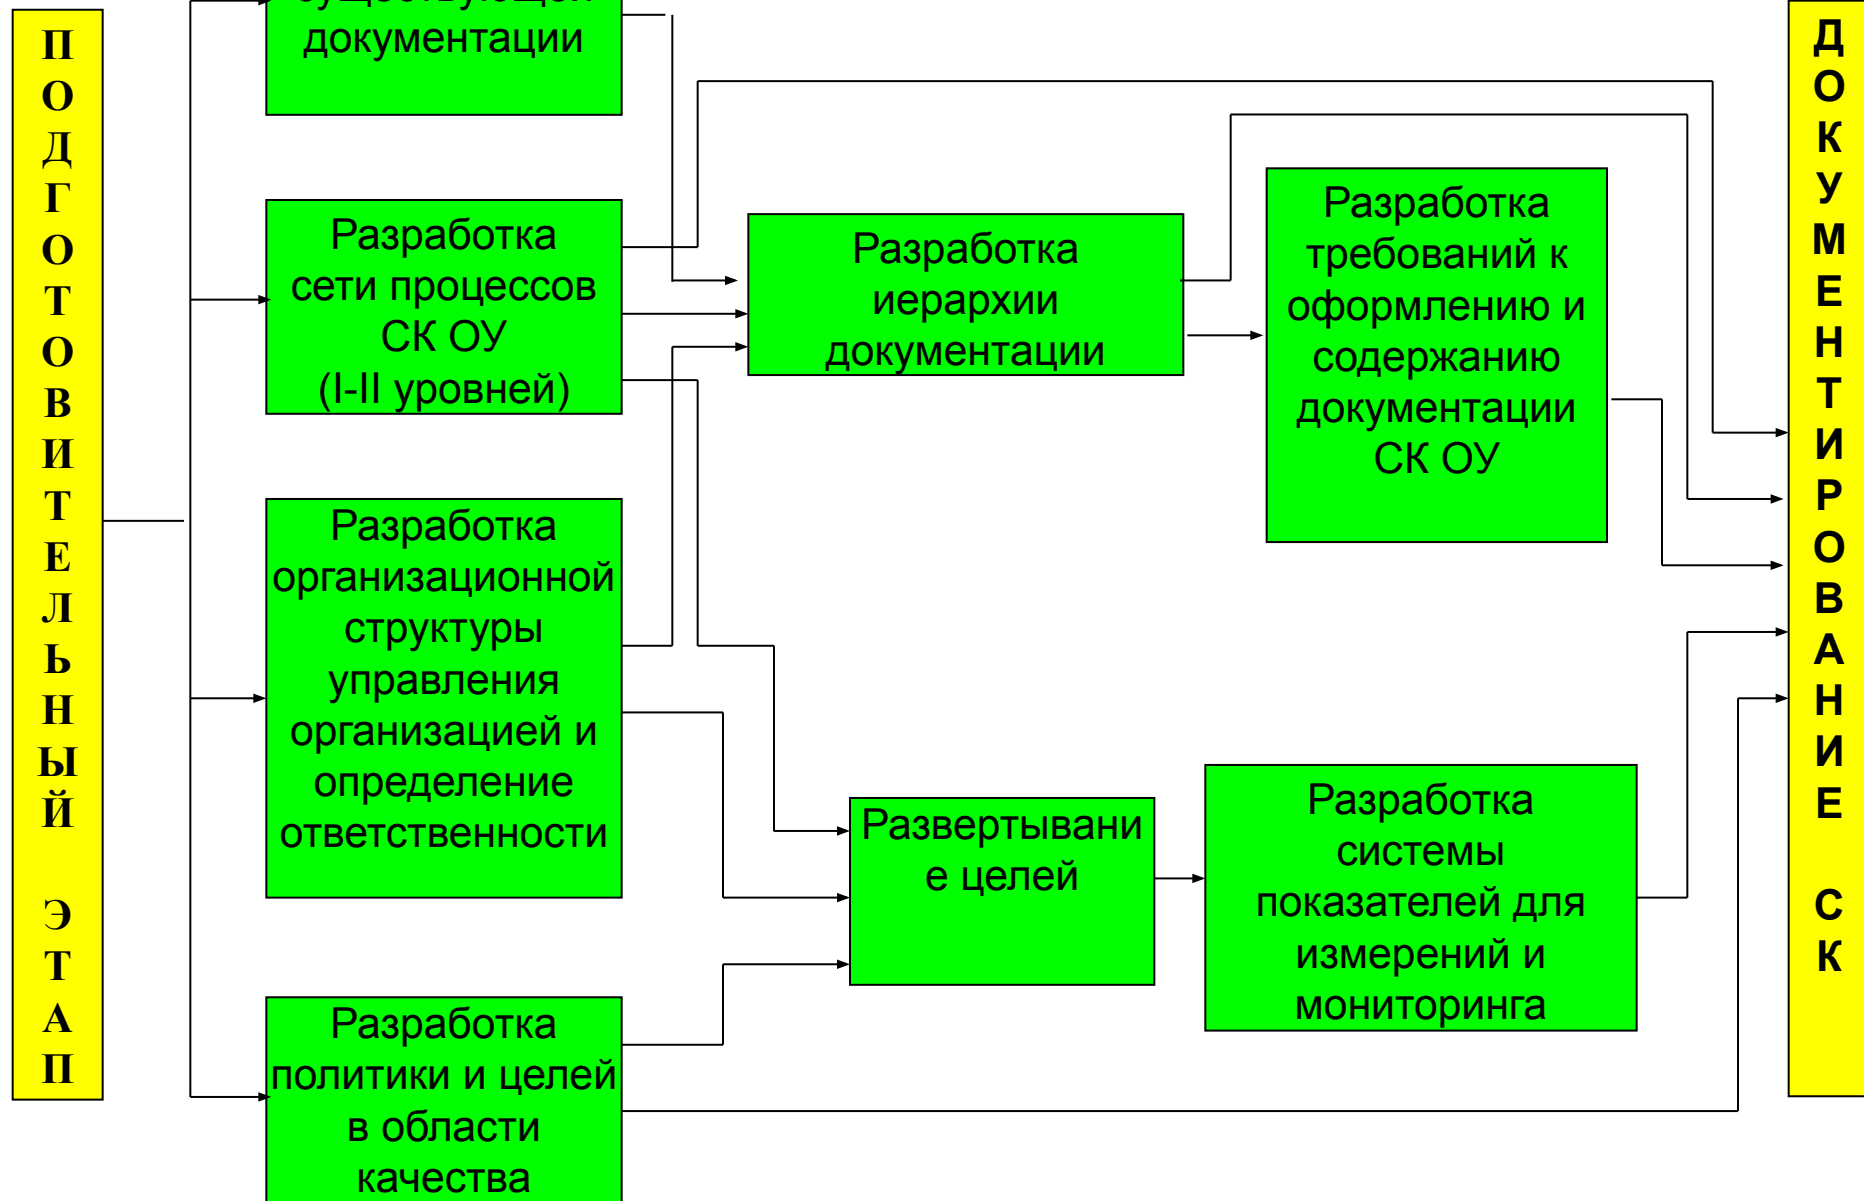 ПОДГОТОВИТЕЛЬНЫЙ ЭТАП
существующей
документации
Разработка
сети процессов
СК ОУ
(I-II уровней)
Разработка
организационной
структуры
управления
организацией и
определение
ответственности
Разработка
политики и целей
в области
качества
Разработка
иерархии
документации
Разработка
требований к
оформлению и
содержанию
документации
СК ОУ
Развертывани
е целей
Разработка
системы
показателей для
измерений и
мониторинга
ДОКУМЕНТИРОВАНИЕ СК